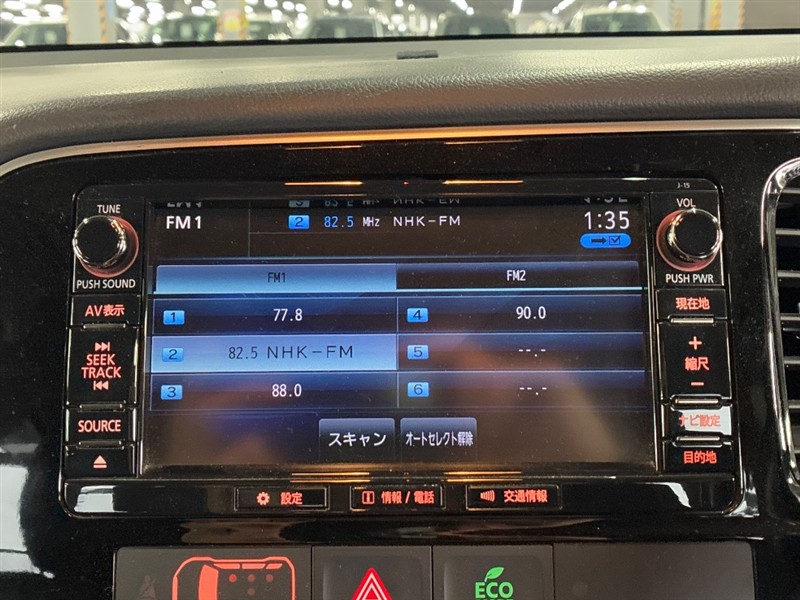 J-15
TUNE
VOL
FM1
2 82.5 MHz NHK-FM
1:35
PUSH SOUND
PUSH PWR
FM1
FM2
AV表示
現在地
1 77.8
4 90.0
SEEK
TRACK
+
縮尺
-
2 82.5 NHK-FM
5 --.-
3 88.0
6 --.-
SOURCE
ナビ設定
スキャン
オートセレクト解除
目的地
設定
情報 / 電話
交通情報
ECO